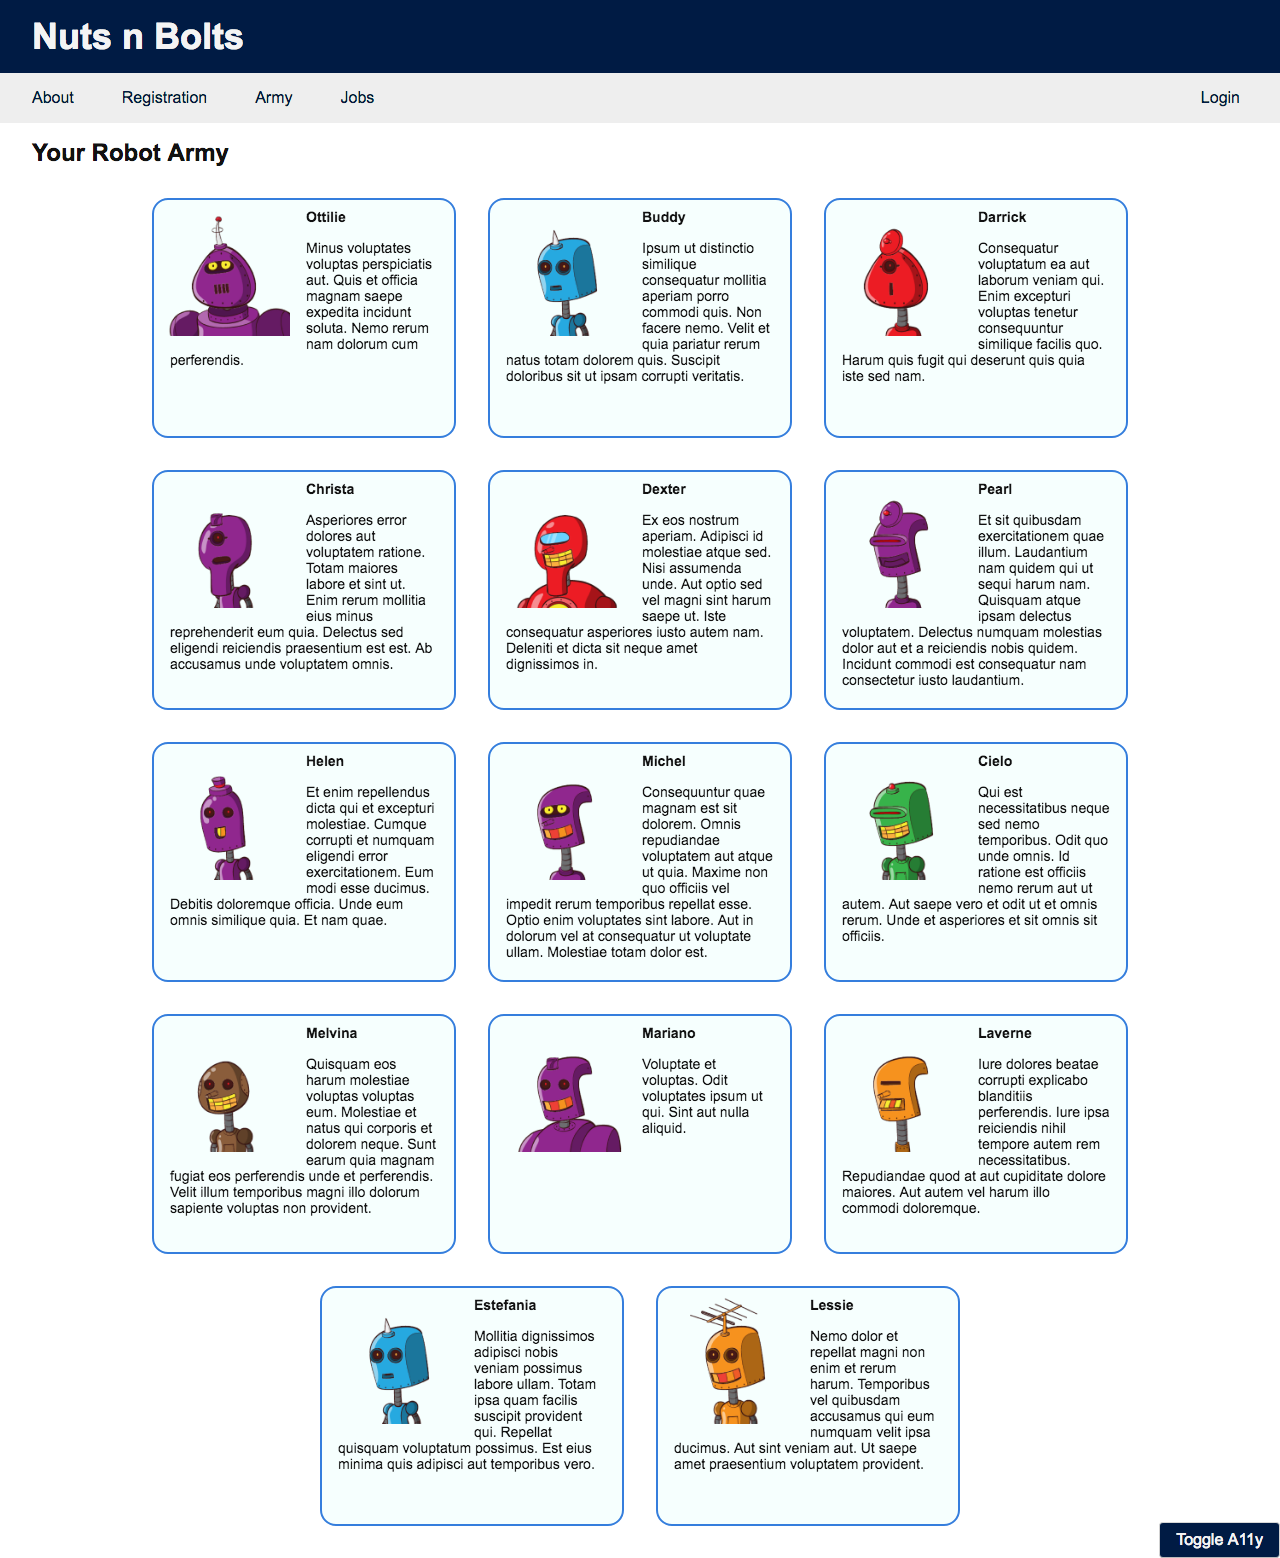 Nuts n Bolts
About Registration Army Jobs Login
Your Robot Army
Ottilie
Minus voluptates
voluptas perspiciatis
aut. Quis et officia
magnam saepe
expedita incidunt
soluta. Nemo rerum
nam dolorum cum
perferendis.
Buddy
Ipsum ut distinctio
similique
consequatur mollitia
aperiam porro
commodi quis. Non
facere nemo. Velit et
quia pariatur rerum
natus totam dolorem quis. Suscipit
doloribus sit ut ipsam corrupti veritatis.
Darrick
Consequatur
voluptatum ea aut
laborum veniam qui.
Enim excepturi
voluptas tenetur
consequuntur
similique facilis quo.
Harum quis fugit qui deserunt quis quia
iste sed nam.
Christa
Asperiores error
dolores aut
voluptatem ratione.
Totam maiores
labore et sint ut.
Enim rerum mollitia
eius minus
reprehenderit eum quia. Delectus sed
eligendi reiciendis praesentium est est. Ab
accusamus unde voluptatem omnis.
Dexter
Ex eos nostrum
aperiam. Adipisci id
molestiae atque sed.
Nisi assumenda
unde. Aut optio sed
vel magni sint harum
saepe ut. Iste
consequatur asperiores iusto autem nam.
Deleniti et dicta sit neque amet
dignissimos in.
Pearl
Et sit quibusdam
exercitationem quae
illum. Laudantium
nam quidem qui ut
sequi harum nam.
Quisquam atque
ipsam delectus
voluptatem. Delectus numquam molestias
dolor aut et a reiciendis nobis quidem.
Incidunt commodi est consequatur nam
consectetur iusto laudantium.
Helen
Et enim repellendus
dicta qui et excepturi
molestiae. Cumque
corrupti et numquam
eligendi error
exercitationem. Eum
modi esse ducimus.
Debitis doloremque officia. Unde eum
omnis similique quia. Et nam quae.
Michel
Consequuntur quae
magnam est sit
dolorem. Omnis
repudiandae
voluptatem aut atque
ut quia. Maxime non
quo officiis vel
impedit rerum temporibus repellat esse.
Optio enim voluptates sint labore. Aut in
dolorum vel at consequatur ut voluptate
ullam. Molestiae totam dolor est.
Cielo
Qui est
necessitatibus neque
sed nemo
temporibus. Odit quo
unde omnis. Id
ratione est officiis
nemo rerum aut ut
autem. Aut saepe vero et odit ut et omnis
rerum. Unde et asperiores et sit omnis sit
officiis.
Melvina
Quisquam eos
harum molestiae
voluptas voluptas
eum. Molestiae et
natus qui corporis et
dolorem neque. Sunt
earum quia magnam
fugiat eos perferendis unde et perferendis.
Velit illum temporibus magni illo dolorum
sapiente voluptas non provident.
Mariano
Voluptate et
voluptas. Odit
voluptates ipsum ut
qui. Sint aut nulla
aliquid.
Laverne
Iure dolores beatae
corrupti explicabo
blanditiis
perferendis. Iure ipsa
reiciendis nihil
tempore autem rem
necessitatibus.
Repudiandae quod at aut cupiditate dolore
maiores. Aut autem vel harum illo
commodi doloremque.
Estefania
Mollitia dignissimos
adipisci nobis
veniam possimus
labore ullam. Totam
ipsa quam facilis
suscipit provident
qui. Repellat
quisquam voluptatum possimus. Est eius
minima quis adipisci aut temporibus vero.
Lessie
Nemo dolor et
repellat magni non
enim et rerum
harum. Temporibus
vel quibusdam
accusamus qui eum
numquam velit ipsa
ducimus. Aut sint veniam aut. Ut saepe
amet praesentium voluptatem provident.
Toggle A11y